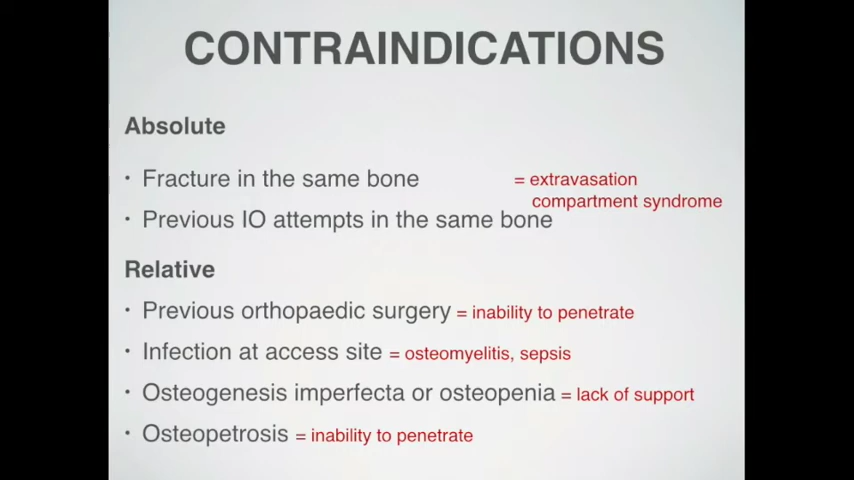 CONTRAINDICATIONS
Absolute
• Fracture in the same bone = extravasation
compartment syndrome
• Previous IO attempts in the same bone
Relative
• Previous orthopaedic surgery = inability to penetrate
• Infection at access site = osteomyelitis, sepsis
• Osteogenesis imperfecta or osteopenia = lack of support
• Osteopetrosis = inability to penetrate